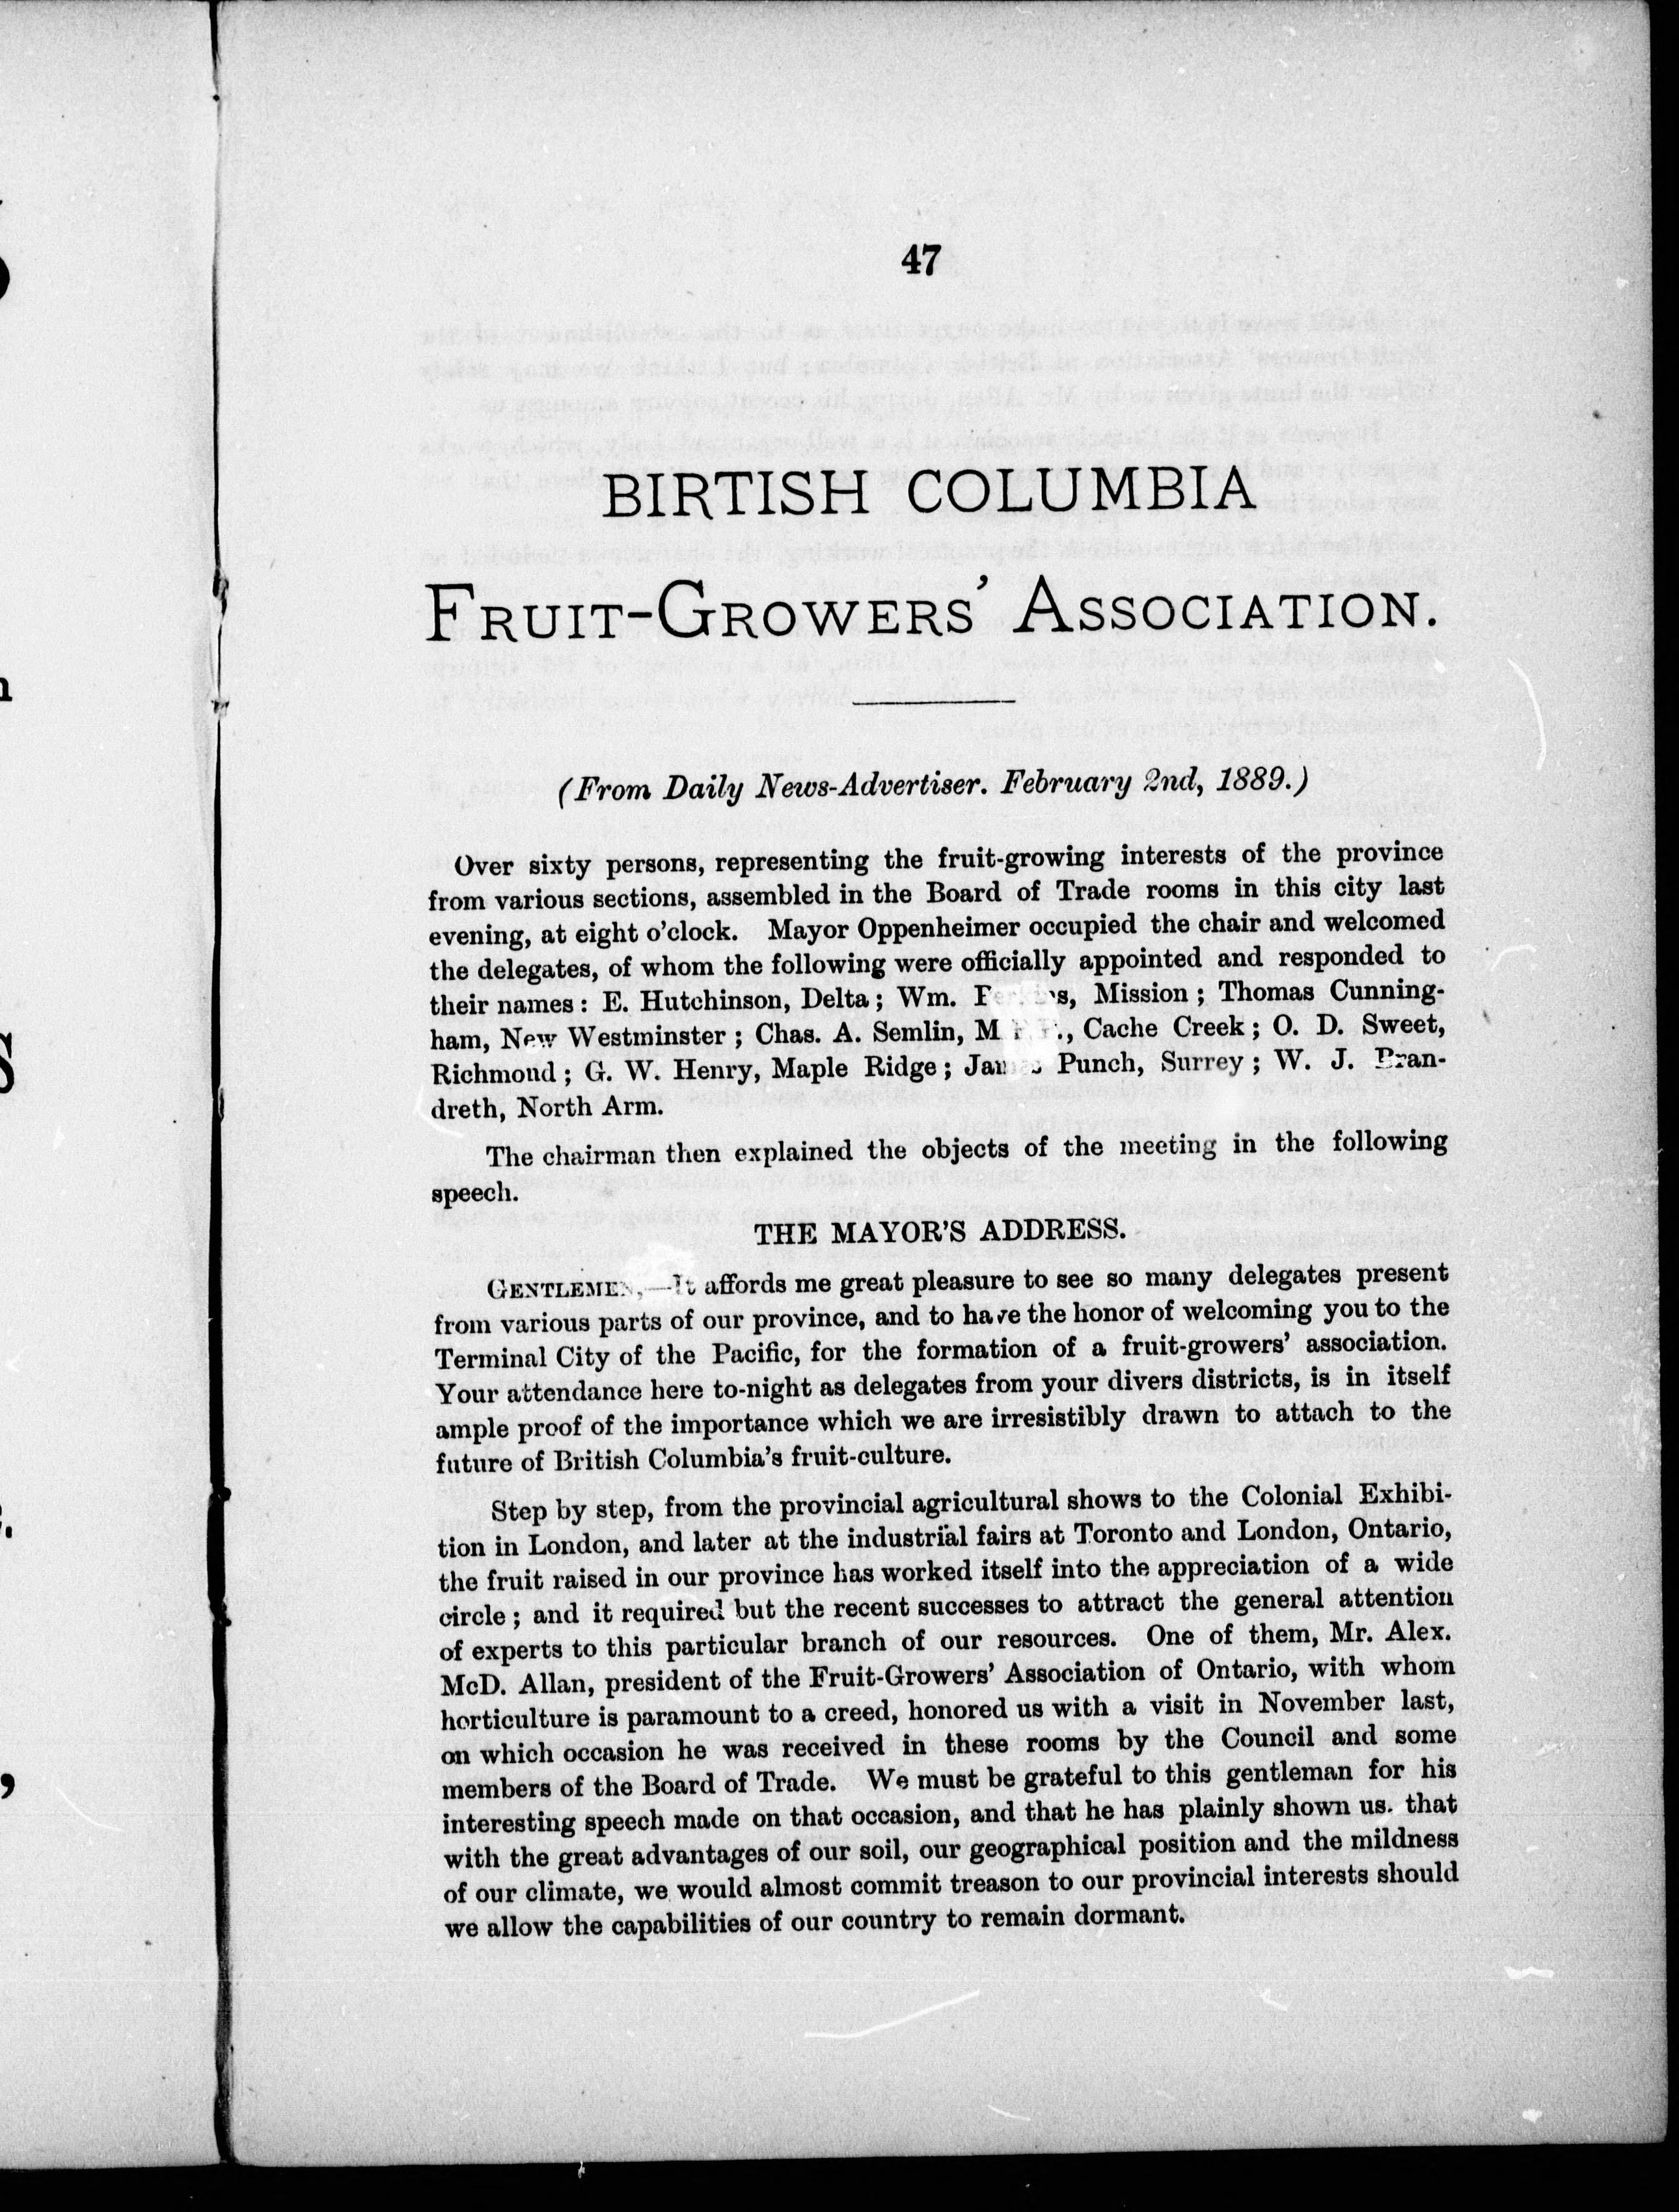 47
BIRTISH COLUMBIA
FRUIT-GROWERS' ASSOCIATION.
(From Daily News-Advertiser. February 2nd, 1889.)
Over sixty persons, representing the fruit-growing interests of the province
from various sections, assembled in the Board of Trade rooms in this city last
evening, at eight o'clock. Mayor Oppenheimer occupied the chair and welcomed
the delegates, of whom the following were officially appointed and responded to
their names: E. Hutchinson, Delta; Wm. Mission; Thomas Cunning-
ham, New Westminster; Chas. A. Semlin, Cache Creek; O. D. Sweet,
Richmond; G. W. Henry, Maple Ridge; James Punch, Surrey; W. J. Bran-
dreth, North Arm.
The chairman then explained the objects of the meeting in the following
speech.
THE MAYOR'S ADDRESS.
GENTLEMEN,—It affords me great pleasure to see so many delegates present
from various parts of our province, and to have the honor of welcoming you to the
Terminal City of the Pacific, for the formation of a fruit-growers' association.
Your attendance here to-night as delegates from your divers districts, is in itself
ample proof of the importance which we are irresistibly drawn to attach to the
future of British Columbia's fruit-culture.
Step by step, from the provincial agricultural shows to the Colonial Exhibi-
tion in London, and later at the industrial fairs at Toronto and London, Ontario,
the fruit raised in our province has worked itself into the appreciation of a wide
circle; and it required but the recent successes to attract the general attention
of experts to this particular branch of our resources. One of them, Mr. Alex.
McD. Allan, president of the Fruit-Growers' Association of Ontario, with whom
horticulture is paramount to a creed, honored us with a visit in November last,
on which occasion he was received in these rooms by the Council and some
members of the Board of Trade. We must be grateful to this gentleman for his
interesting speech made on that occasion, and that he has plainly shown us. that
with the great advantages of our soil, our geographical position and the mildness
of our climate, we would almost commit treason to our provincial interests should
we allow the capabilities of our country to remain dormant.